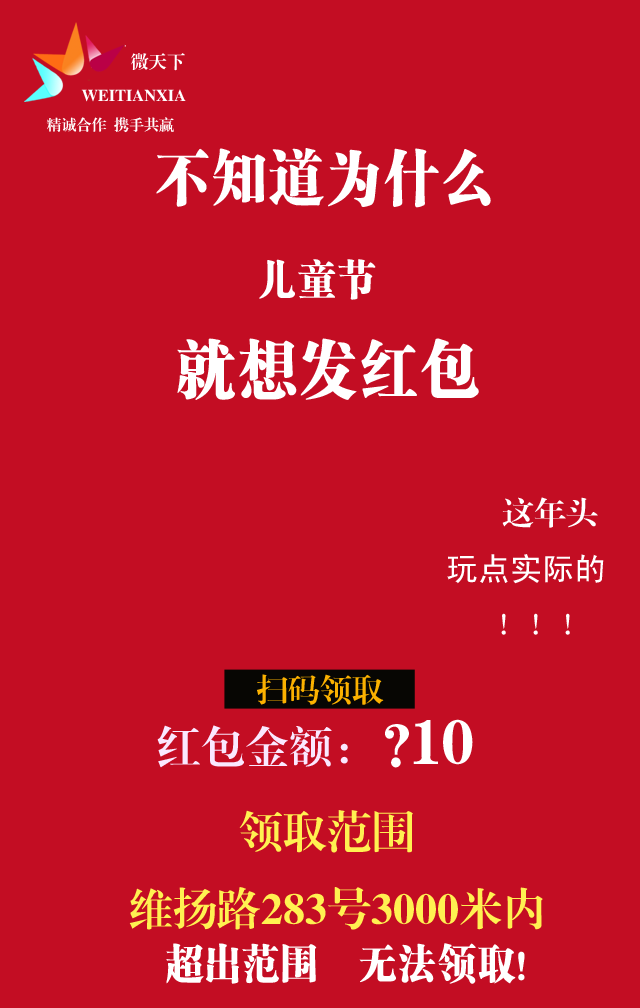 微天下
WEITIANXIA
精诚合作 携手共赢
不知道为什么
儿童节
就想发红包
这年头
玩点实际的
！！！
扫码领取
红包金额：?10
领取范围
维扬路283号3000米内
超出范围 无法领取!